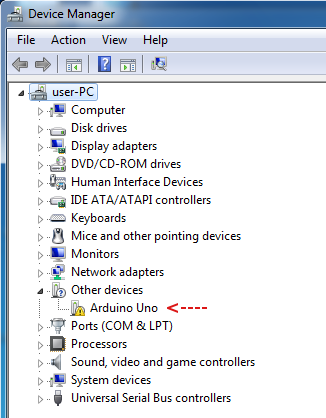 Device Manager
File Action View Help
user-PC
Computer
Disk drives
Display adapters
DVD/CD-ROM drives
Human Interface Devices
IDE ATA/ATAPI controllers
Keyboards
Mice and other pointing devices
Monitors
Network adapters
Other devices
Arduino Uno
Ports (COM & LPT)
Processors
Sound, video and game controllers
System devices
Universal Serial Bus controllers